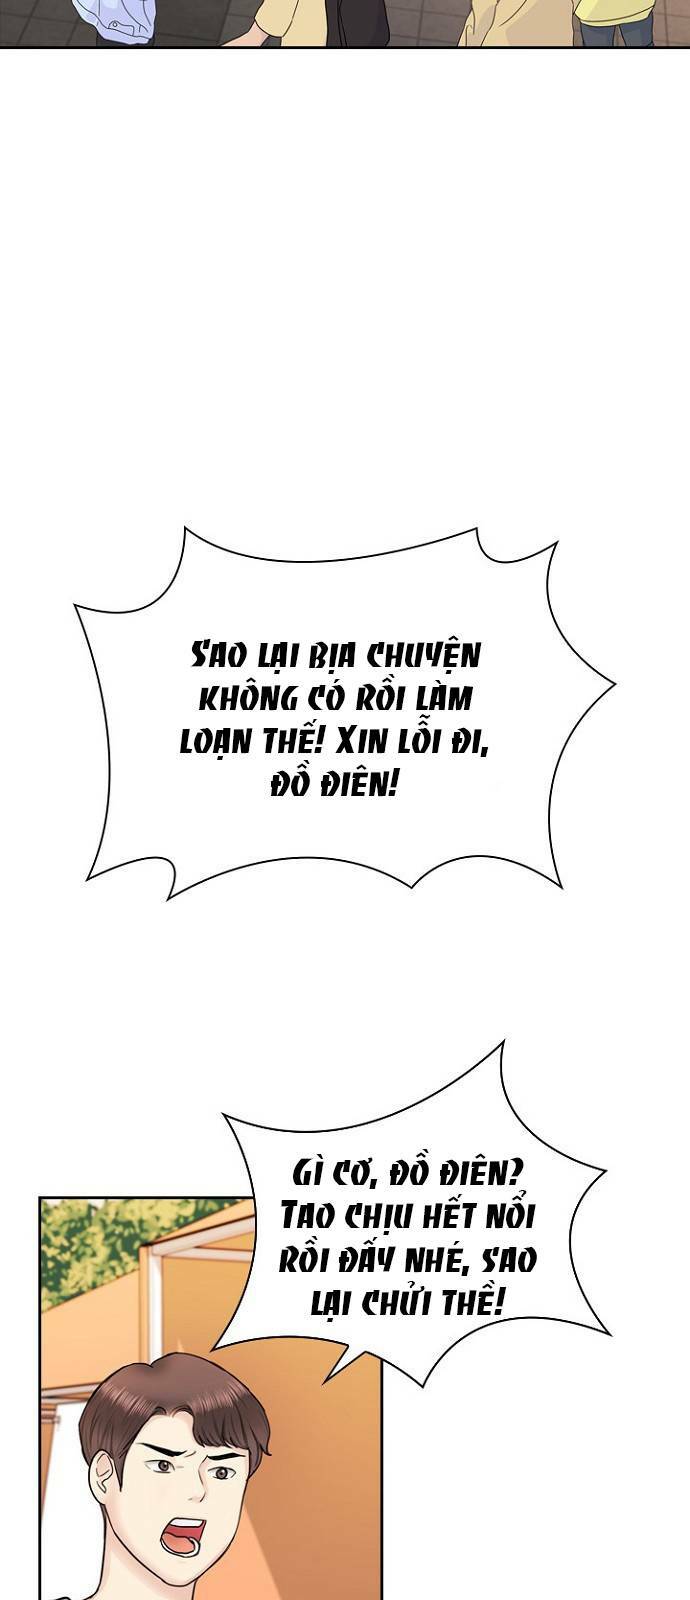 SAO LẠI BỊA CHUYỆN
KHÔNG CÓ RỒI LÀM
LOẠN THẾ! XIN LỖI ĐI,
ĐỒ ĐIÊN!
GÌ CƠ, ĐỒ ĐIÊN?
TAO CHỊU HẾT NỔI
RỒI ĐẤY NHÉ, SAO
LẠI CHỬI THỀ!